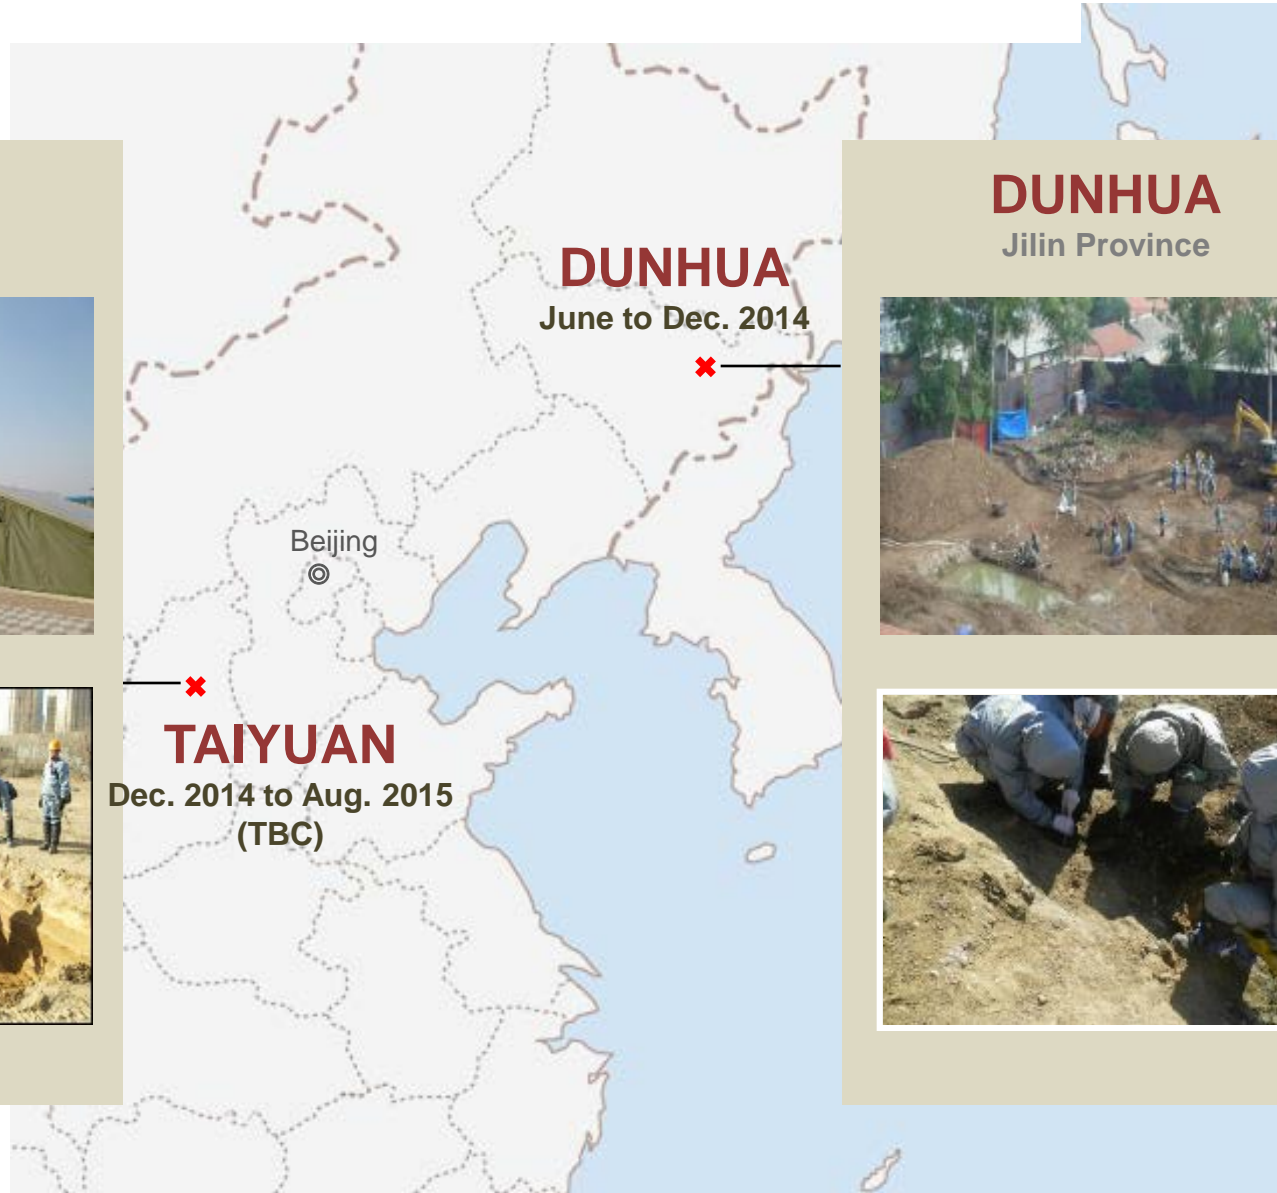 DUNHUA
Jilin Province
DUNHUA
June to Dec. 2014
Beijing
TAIYUAN
Dec. 2014 to Aug. 2015
(TBC)